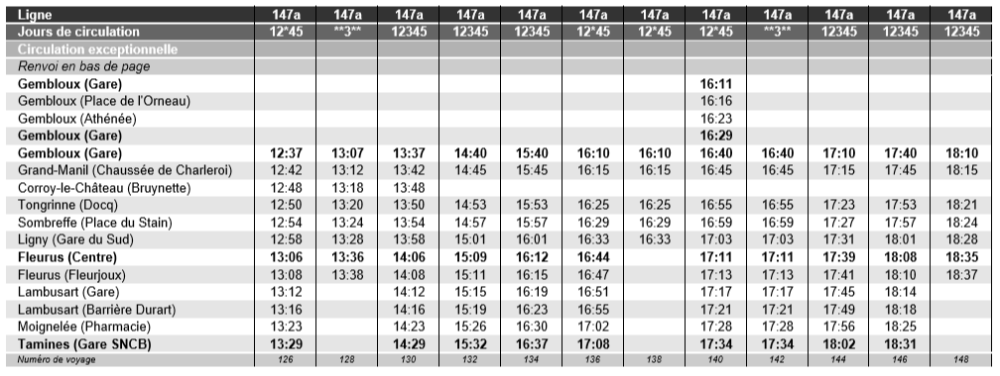 Ligne 147a 147a 147a 147a 147a 147a 147a 147a 147a 147a 147a 147a
Jours de circulation 12*45 **3** 12345 12345 12345 12*45 12*45 12*45 **3** 12345 12345 12345
Circulation exceptionnelle
Renvoi en bas de page
Gembloux (Gare) 16:11
Gembloux (Place de l'Orneau) 16:16
Gembloux (Athénée) 16:23
Gembloux (Gare) 16:29
Gembloux (Gare) 12:37 13:07 13:37 14:40 15:40 16:10 16:10 16:40 16:40 17:10 17:40 18:10
Grand-Manil (Chaussée de Charleroi) 12:42 13:12 13:42 14:45 15:45 16:15 16:15 16:45 16:45 17:15 17:45 18:15
Corroy-le-Château (Bruynette) 12:48 13:18 13:48
Tongrinne (Docq) 12:50 13:20 13:50 14:53 15:53 16:25 16:25 16:55 16:55 17:23 17:53 18:21
Sombreffe (Place du Stain) 12:54 13:24 13:54 14:57 15:57 16:29 16:29 16:59 16:59 17:27 17:57 18:24
Ligny (Gare du Sud) 12:58 13:28 13:58 15:01 16:01 16:33 16:33 17:03 17:03 17:31 18:01 18:28
Fleurus (Centre) 13:06 13:36 14:06 15:09 16:12 16:44 17:11 17:11 17:39 18:08 18:35
Fleurus (Fleurjoux) 13:08 13:38 14:08 15:11 16:15 16:47 17:13 17:13 17:41 18:10 18:37
Lambusart (Gare) 13:12 14:12 15:15 16:19 16:51 17:17 17:17 17:45 18:14
Lambusart (Barrière Durart) 13:16 14:16 15:19 16:23 16:55 17:21 17:21 17:49 18:18
Moignelée (Pharmacie) 13:23 14:23 15:26 16:30 17:02 17:28 17:28 17:56 18:25
Tamines (Gare SNCB) 13:29 14:29 15:32 16:37 17:08 17:34 17:34 18:02 18:31
Numéro de voyage 126 128 130 132 134 136 138 140 142 144 146 148